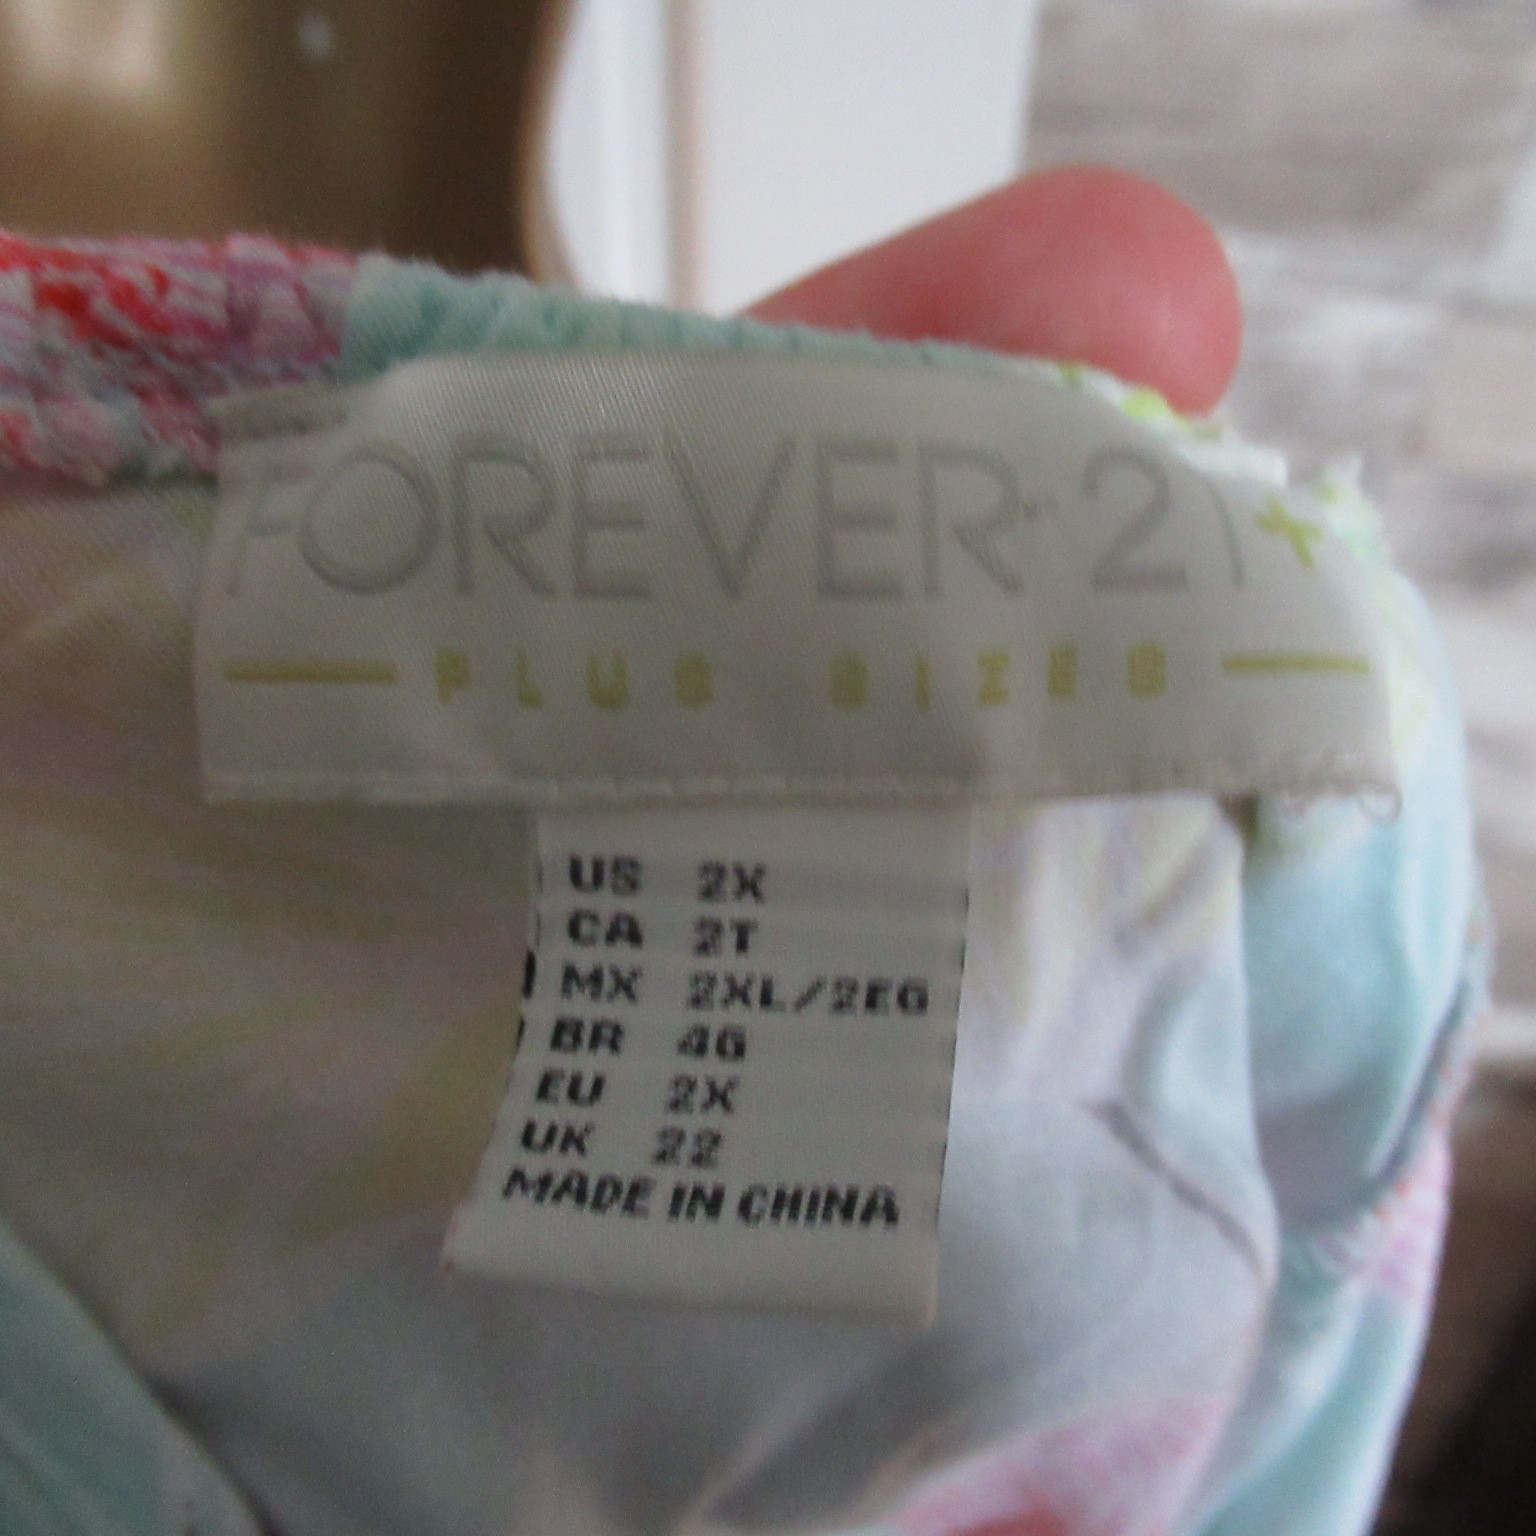 FOREVER 21+
PLUS SIZES
US 2X
CA 2T
MX 2XL/2EG
BR 4G
EU 2X
UK 22
MADE IN CHINA